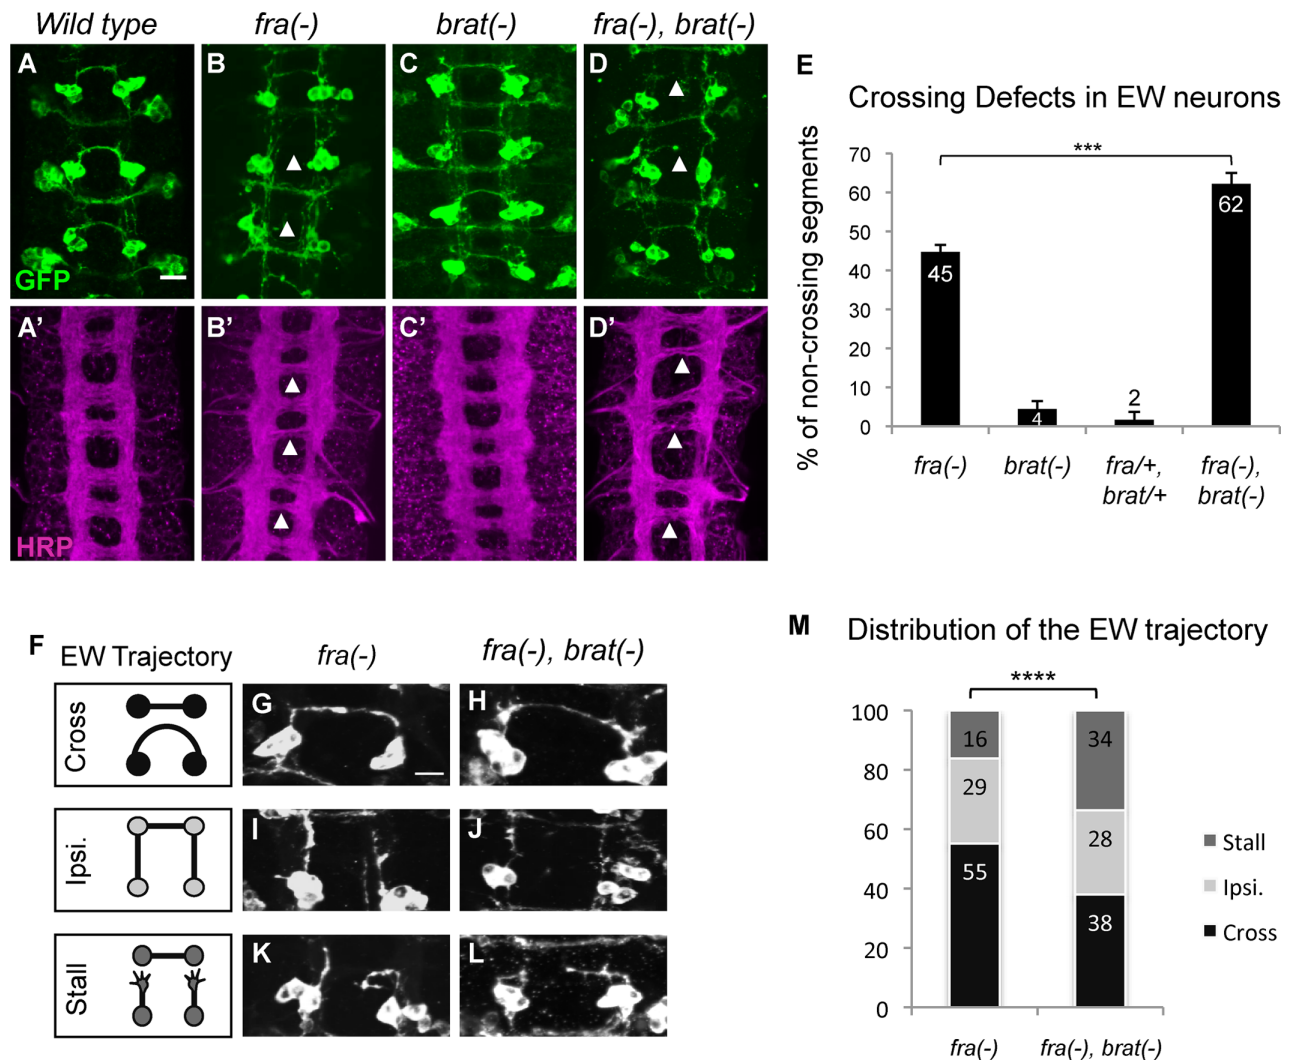 Wild type
fra(-)
brat(-)
fra(-), brat(-)
A
B
C
D
GFP
A'
B'
C'
D'
HRP
E
Crossing Defects in EW neurons
% of non-crossing segments
***
70
60
50
40
30
20
10
0
45
4
2
62
fra(-)
brat(-)
fra/+,
brat/+
fra(-),
brat(-)
F
EW Trajectory
fra(-)
fra(-), brat(-)
Cross
G
H
Ipsi.
I
J
Stall
K
L
M
Distribution of the EW trajectory
****
100
80
60
40
20
0
16
29
55
34
28
38
Stall
Ipsi.
Cross
fra(-)
fra(-), brat(-)